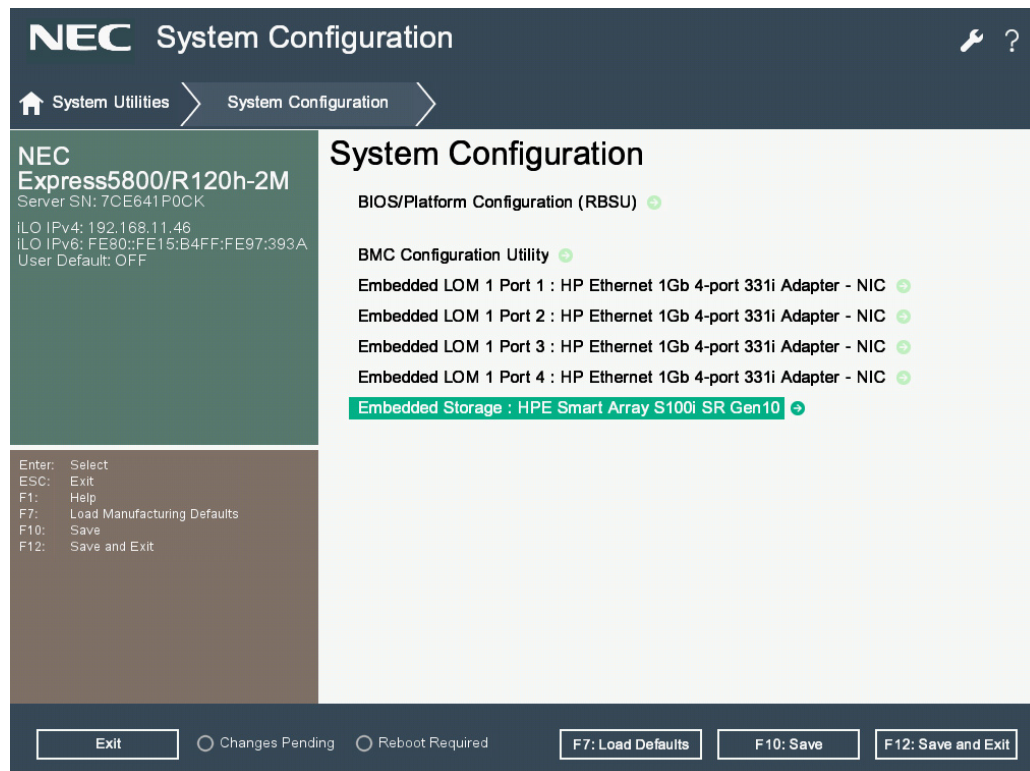 NEC System Configuration
?
System Utilities
System Configuration
NEC
Express5800/R120h-2M
Server SN: 7CE641P0CK
iLO IPv4: 192.168.11.46
iLO IPv6: FE80::FE15:B4FF:FE97:393A
User Default: OFF
Enter: Select
ESC: Exit
F1: Help
F7: Load Manufacturing Defaults
F10: Save
F12: Save and Exit
System Configuration
BIOS/Platform Configuration (RBSU)
BMC Configuration Utility
Embedded LOM 1 Port 1 : HP Ethernet 1Gb 4-port 331i Adapter - NIC
Embedded LOM 1 Port 2 : HP Ethernet 1Gb 4-port 331i Adapter - NIC
Embedded LOM 1 Port 3 : HP Ethernet 1Gb 4-port 331i Adapter - NIC
Embedded LOM 1 Port 4 : HP Ethernet 1Gb 4-port 331i Adapter - NIC
Embedded Storage : HPE Smart Array S100i SR Gen10
Exit
Changes Pending
Reboot Required
F7: Load Defaults
F10: Save
F12: Save and Exit